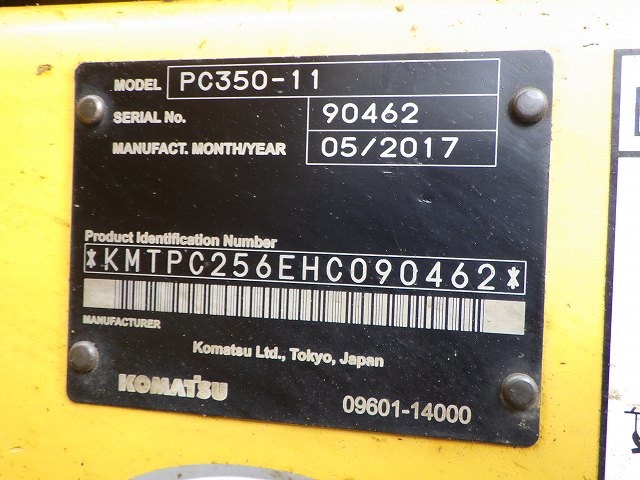 MODEL PC350-11
SERIAL No. 90462
MANUFACT. MONTH/YEAR 05/2017
Product Identification Number
*KMTPC256EHC090462*
MANUFACTURER
Komatsu Ltd., Tokyo, Japan
KOMATSU
09601-14000